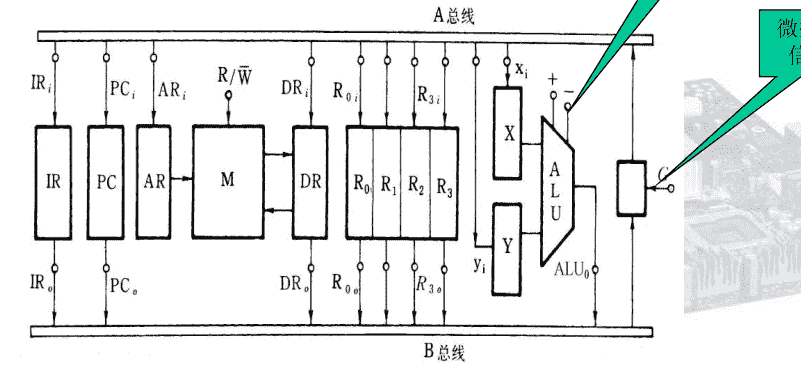 A总线
微
信
IRᵢ
PCᵢ
ARᵢ
R/W̅
DRᵢ
R₀ᵢ
R₃ᵢ
xᵢ
+
−
IR
PC
AR
M
DR
R₀
R₁
R₂
R₃
X
ALU
Y
G
yᵢ
IRₒ
PCₒ
DRₒ
R₀ₒ
R₃ₒ
ALU₀
B总线